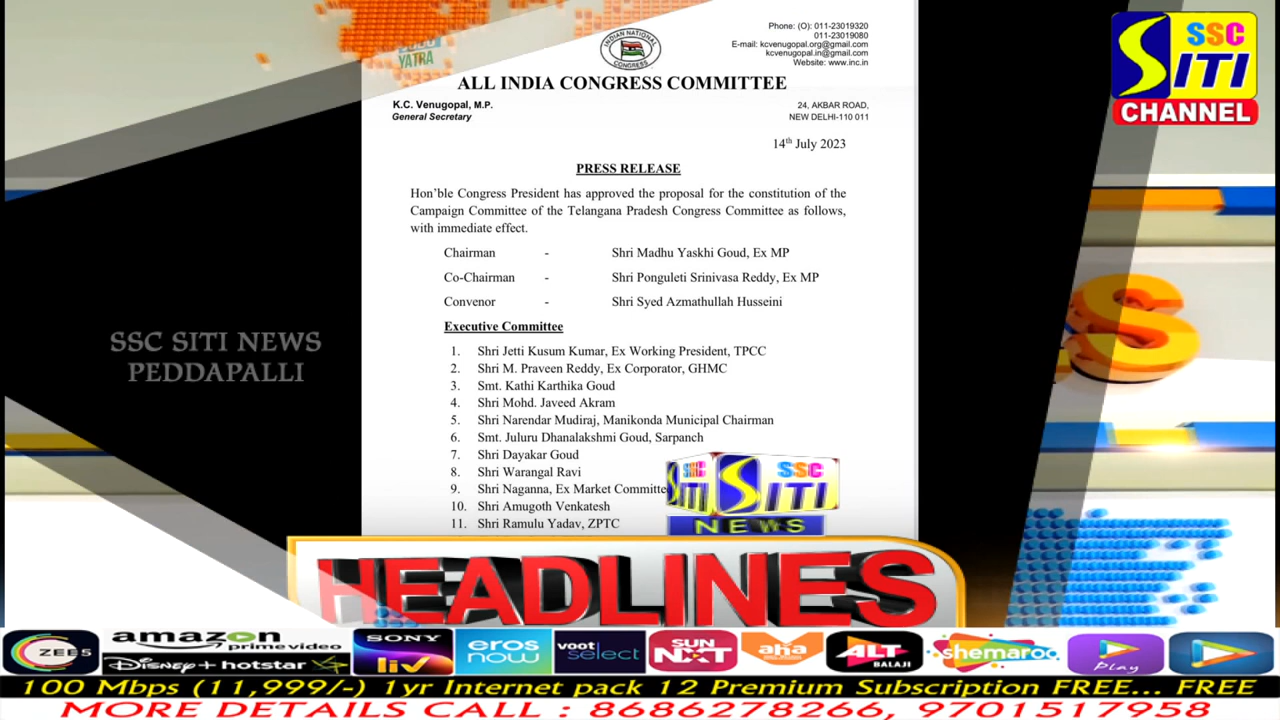 Phone: (O): 011-23019320
011-23019080
E-mail: kcvenugopal.org@gmail.com
kcvenugopal.in@gmail.com
Website: www.inc.in
YATRA
INDIAN NATIONAL CONGRESS
ALL INDIA CONGRESS COMMITTEE
K.C. Venugopal, M.P.
General Secretary
24, AKBAR ROAD,
NEW DELHI-110 011
14th July 2023
PRESS RELEASE
Hon'ble Congress President has approved the proposal for the constitution of the
Campaign Committee of the Telangana Pradesh Congress Committee as follows,
with immediate effect.
Chairman - Shri Madhu Yaskhi Goud, Ex MP
Co-Chairman - Shri Ponguleti Srinivasa Reddy, Ex MP
Convenor - Shri Syed Azmathullah Husseini
Executive Committee
1. Shri Jetti Kusum Kumar, Ex Working President, TPCC
2. Shri M. Praveen Reddy, Ex Corporator, GHMC
3. Smt. Kathi Karthika Goud
4. Shri Mohd. Javeed Akram
5. Shri Narendar Mudiraj, Manikonda Municipal Chairman
6. Smt. Juluru Dhanalakshmi Goud, Sarpanch
7. Shri Dayakar Goud
8. Shri Warangal Ravi
9. Shri Naganna, Ex Market Committee
10. Shri Amugoth Venkatesh
11. Shri Ramulu Yadav, ZPTC
SSC SITI CHANNEL
SSC SITI NEWS
PEDDAPALLI
SSC SITI
SSC SITI
NEWS
S
HEADLINES
ZEE5
amazon prime video
Disney+ hotstar
SONY liv
eros now
voot select
SUN NXT
aha
ALT BALAJI
shemaroo
Play
100 Mbps (11,999/-) 1yr Internet pack 12 Premium Subscription FREE... FREE
MORE DETAILS CALL : 8686278266, 9701517958